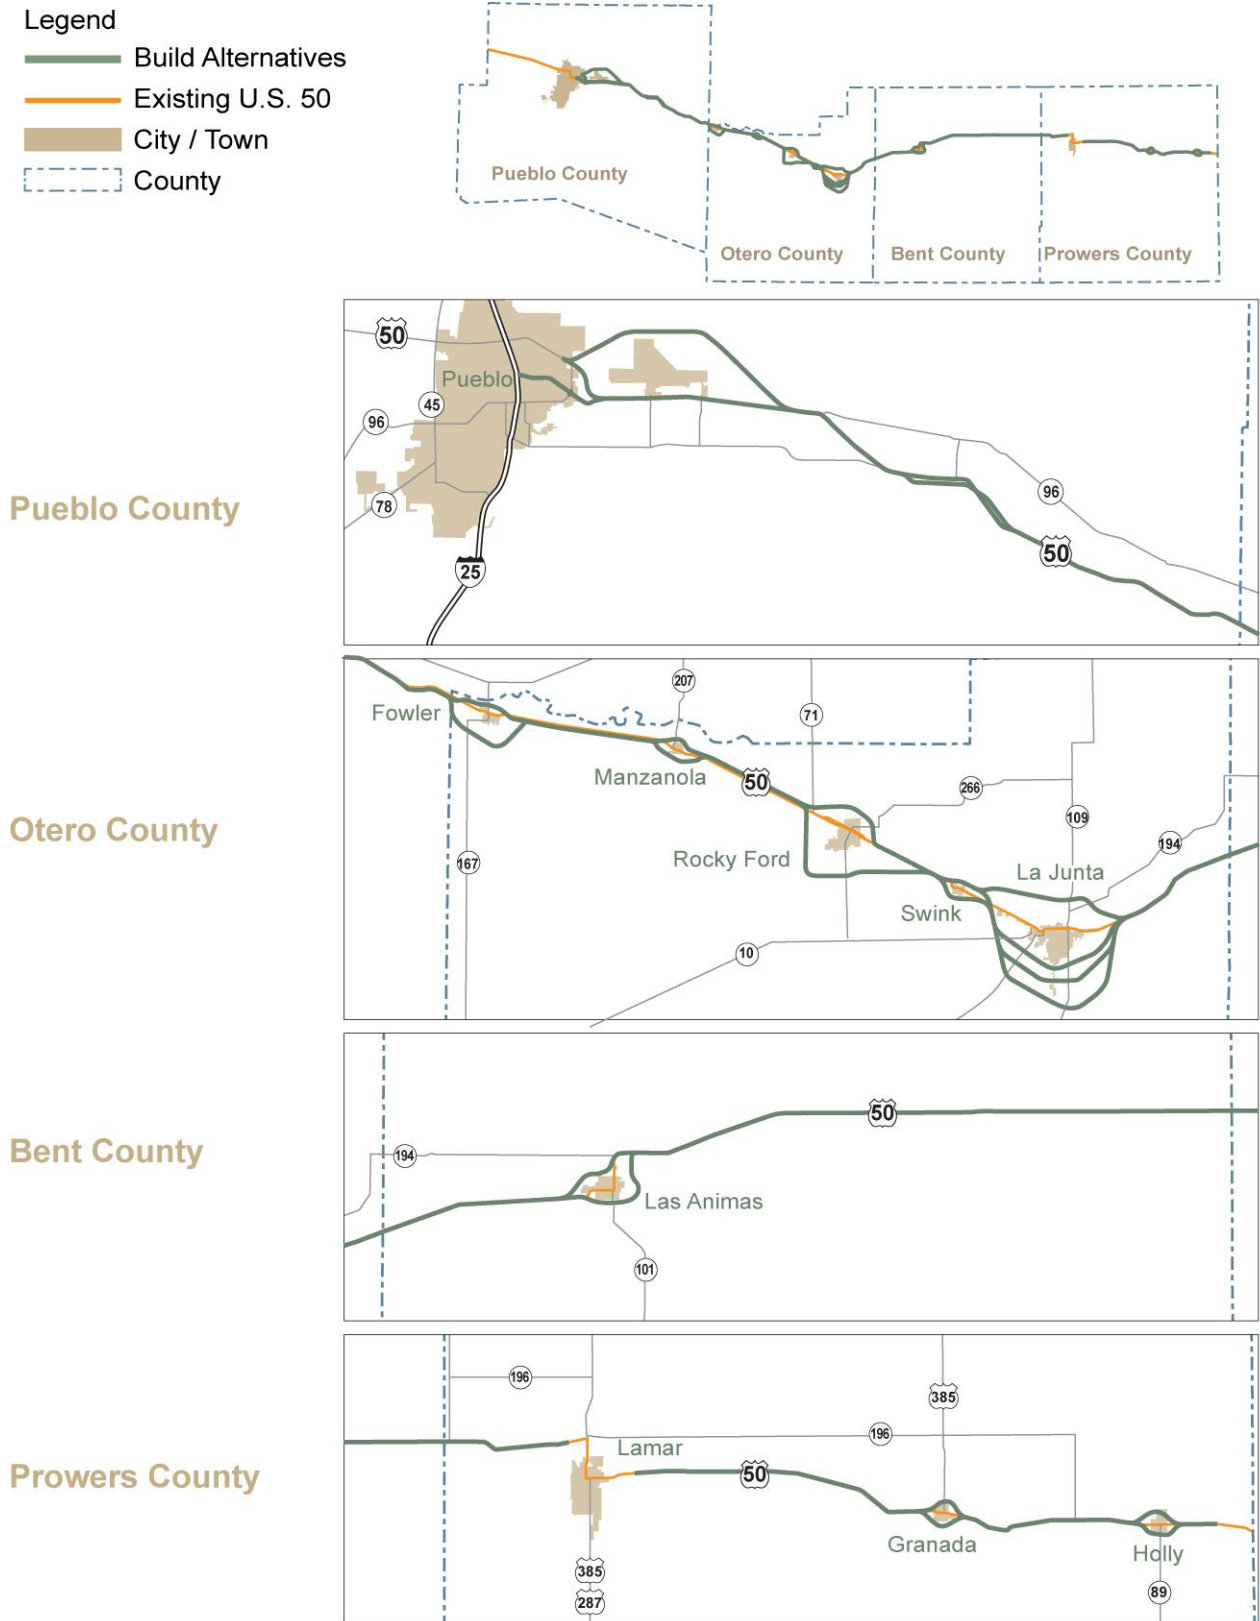 Legend
Build Alternatives
Existing U.S. 50
City / Town
County
Pueblo County
Otero County
Bent County
Prowers County
Pueblo County
50
Pueblo
45
96
78
25
96
50
Otero County
Fowler
207
71
Manzanola
50
266
109
194
Rocky Ford
La Junta
167
Swink
10
Bent County
50
194
Las Animas
101
Prowers County
196
385
196
Lamar
50
Granada
Holly
385
287
89